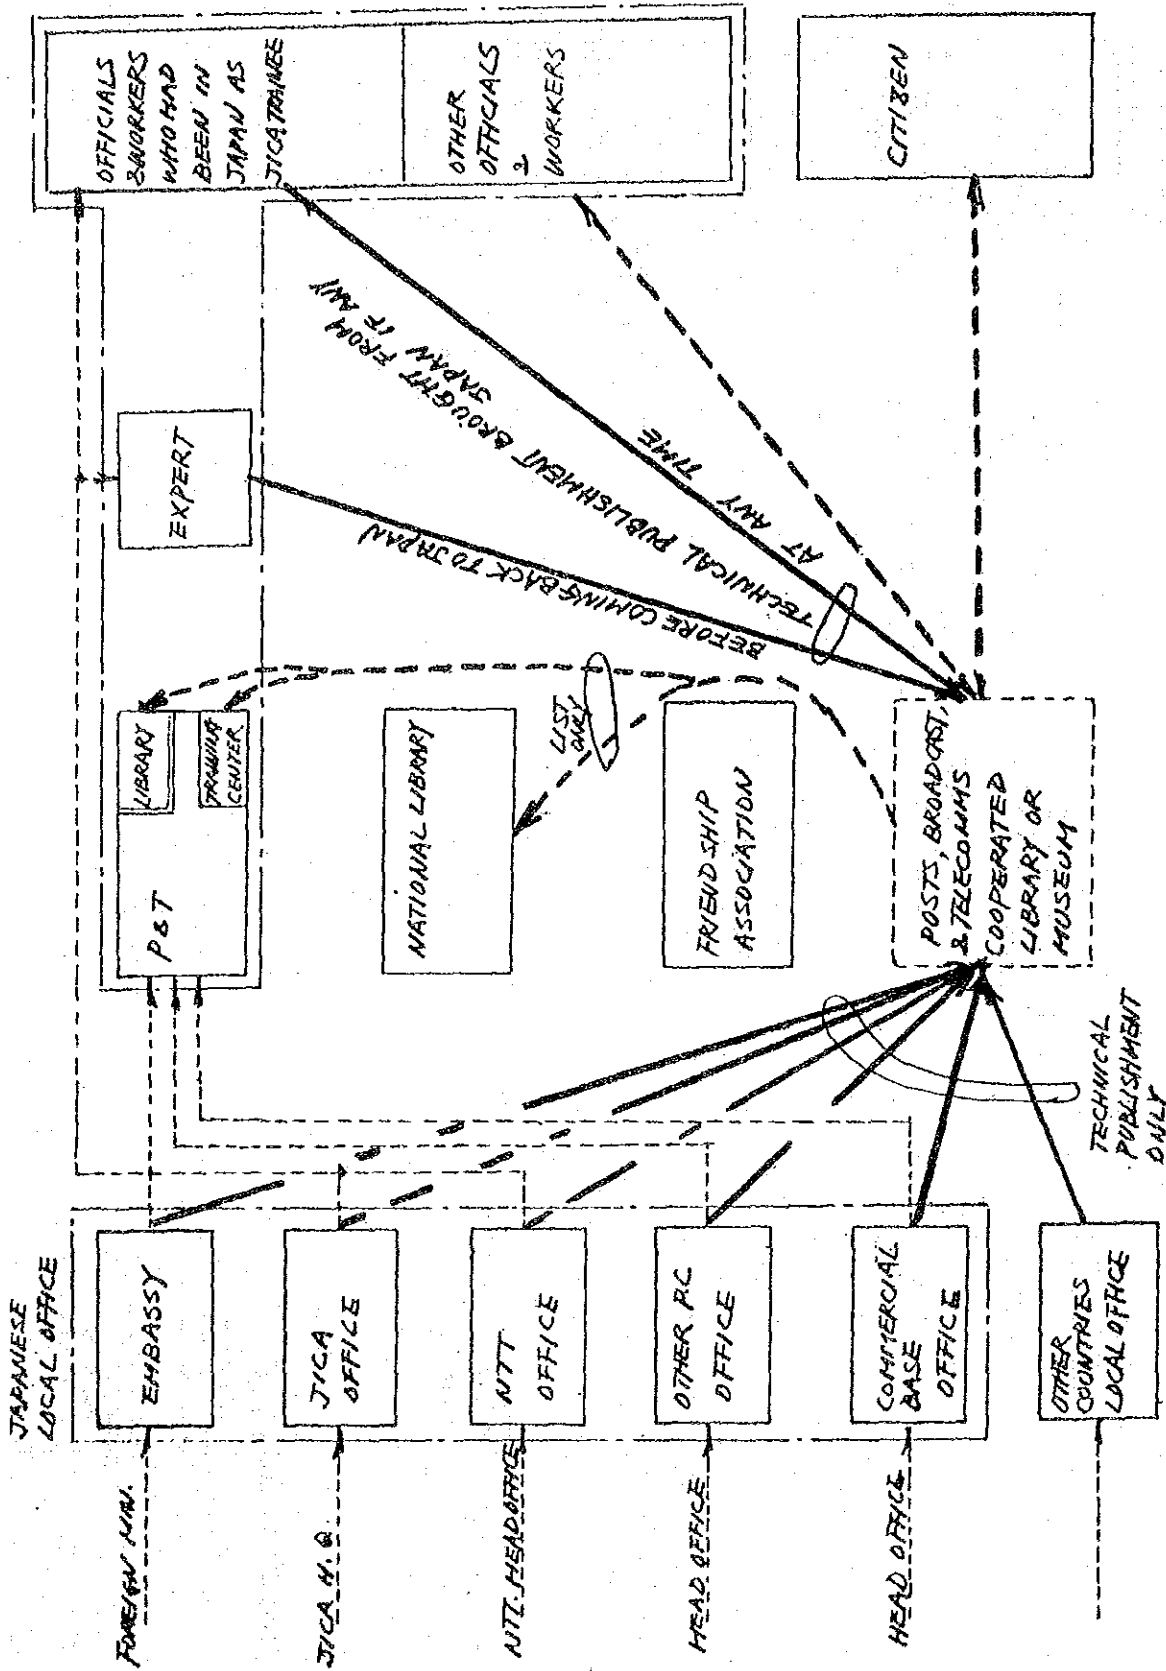 JAPANESE
LOCAL OFFICE
FOREIGN MIN.
EMBASSY
JICA H.Q.
JICA
OFFICE
NTT. HEADOFFICE
NTT
OFFICE
HEAD OFFICE
OTHER P.C.
OFFICE
HEAD OFFICE
COMMERCIAL
BASE
OFFICE
OTHER
COUNTRIES
LOCAL OFFICE
TECHNICAL
PUBLISHMENT
ONLY
P&T
LIBRARY
TRAINING
CENTER
NATIONAL LIBRARY
LIST
ONLY
FRIENDSHIP
ASSOCIATION
POSTS, BROADCAST,
& TELECOMMS
COOPERATED
LIBRARY OR
MUSEUM
EXPERT
BEFORE COMING BACK TO JAPAN
TECHNICAL PUBLISHMENT BROUGHT FROM
JAPAN IF ANY
AT ANY TIME
OFFICIALS
&WORKERS
WHO HAD
BEEN IN
JAPAN AS
JICA TRAINEE
OTHER
OFFICIALS
&
WORKERS
CITIZEN